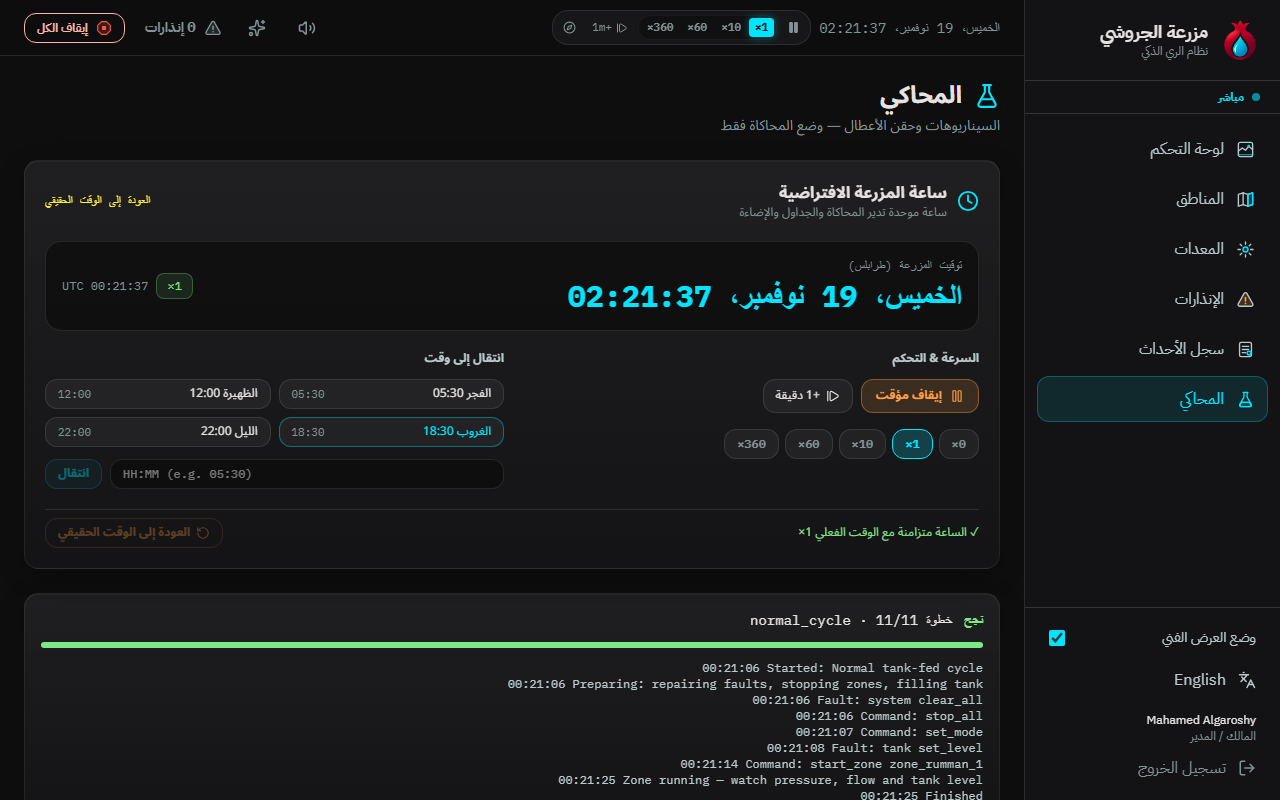 مزرعة الجروشي
نظام الري الذكي
مباشر
لوحة التحكم
المناطق
المعدات
الإنذارات
سجل الأحداث
المحاكي
وضع العرض الفني
English
Mahamed Algaroshy
المالك / المدير
تسجيل الخروج
الخميس، 19 نوفمبر، 02:21:37
×1 ×10 ×60 ×360 1m+
0 إنذارات
إيقاف الكل
المحاكي
السيناريوهات وحقن الأعطال — وضع المحاكاة فقط
ساعة المزرعة الافتراضية
ساعة موحدة تدير المحاكاة والجداول والإضاءة
العودة إلى الوقت الحقيقي
توقيت المزرعة (طرابلس)
الخميس، 19 نوفمبر، 02:21:37
×1
UTC 00:21:37
السرعة & التحكم
إيقاف مؤقت
+1 دقيقة
×0 ×1 ×10 ×60 ×360
انتقال إلى وقت
الفجر 05:30 05:30
الظهيرة 12:00 12:00
الغروب 18:30 18:30
الليل 22:00 22:00
HH:MM (e.g. 05:30)
انتقال
✓ الساعة متزامنة مع الوقت الفعلي 1×
العودة إلى الوقت الحقيقي
نجح
normal_cycle · 11/11 خطوة
00:21:06 Started: Normal tank-fed cycle
00:21:06 Preparing: repairing faults, stopping zones, filling tank
00:21:06 Fault: system clear_all
00:21:06 Command: stop_all
00:21:07 Command: set_mode
00:21:08 Fault: tank set_level
00:21:14 Command: start_zone zone_rumman_1
00:21:25 Zone running — watch pressure, flow and tank level
00:21:25 Finished